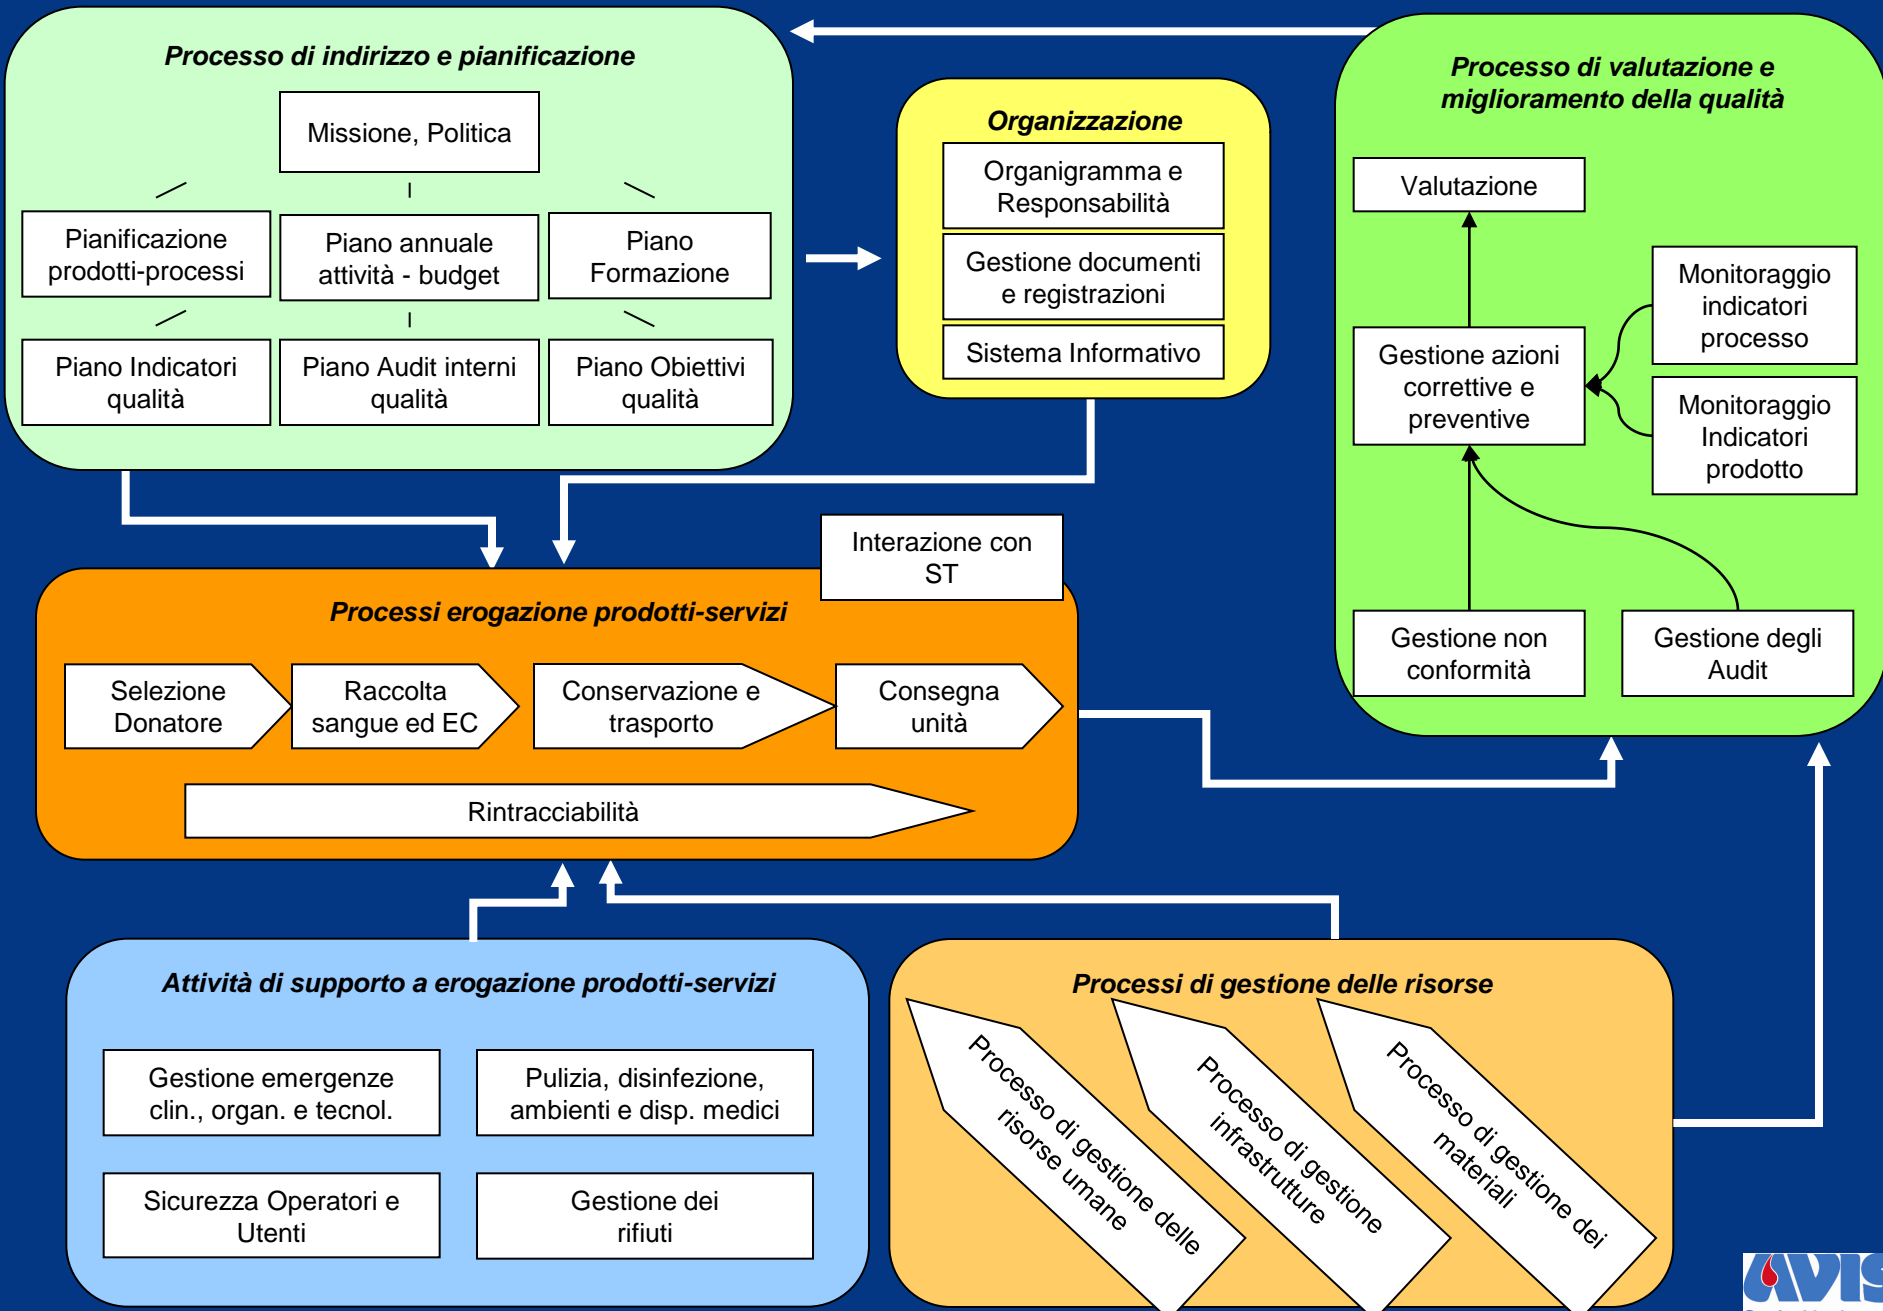 Processo di indirizzo e pianificazione
Missione, Politica
Pianificazione
prodotti-processi
Piano annuale
attività - budget
Piano
Formazione
Piano Indicatori
qualità
Piano Audit interni
qualità
Piano Obiettivi
qualità
Organizzazione
Organigramma e
Responsabilità
Gestione documenti
e registrazioni
Sistema Informativo
Processo di valutazione e
miglioramento della qualità
Valutazione
Monitoraggio
indicatori
processo
Gestione azioni
correttive e
preventive
Monitoraggio
Indicatori
prodotto
Gestione non
conformità
Gestione degli
Audit
Interazione con
ST
Processi erogazione prodotti-servizi
Selezione
Donatore
Raccolta
sangue ed EC
Conservazione e
trasporto
Consegna
unità
Rintracciabilità
Attività di supporto a erogazione prodotti-servizi
Gestione emergenze
clin., organ. e tecnol.
Pulizia, disinfezione,
ambienti e disp. medici
Sicurezza Operatori e
Utenti
Gestione dei
rifiuti
Processi di gestione delle risorse
Processo di gestione delle
risorse umane
Processo di gestione
infrastrutture
Processo di gestione dei
materiali
AVIS